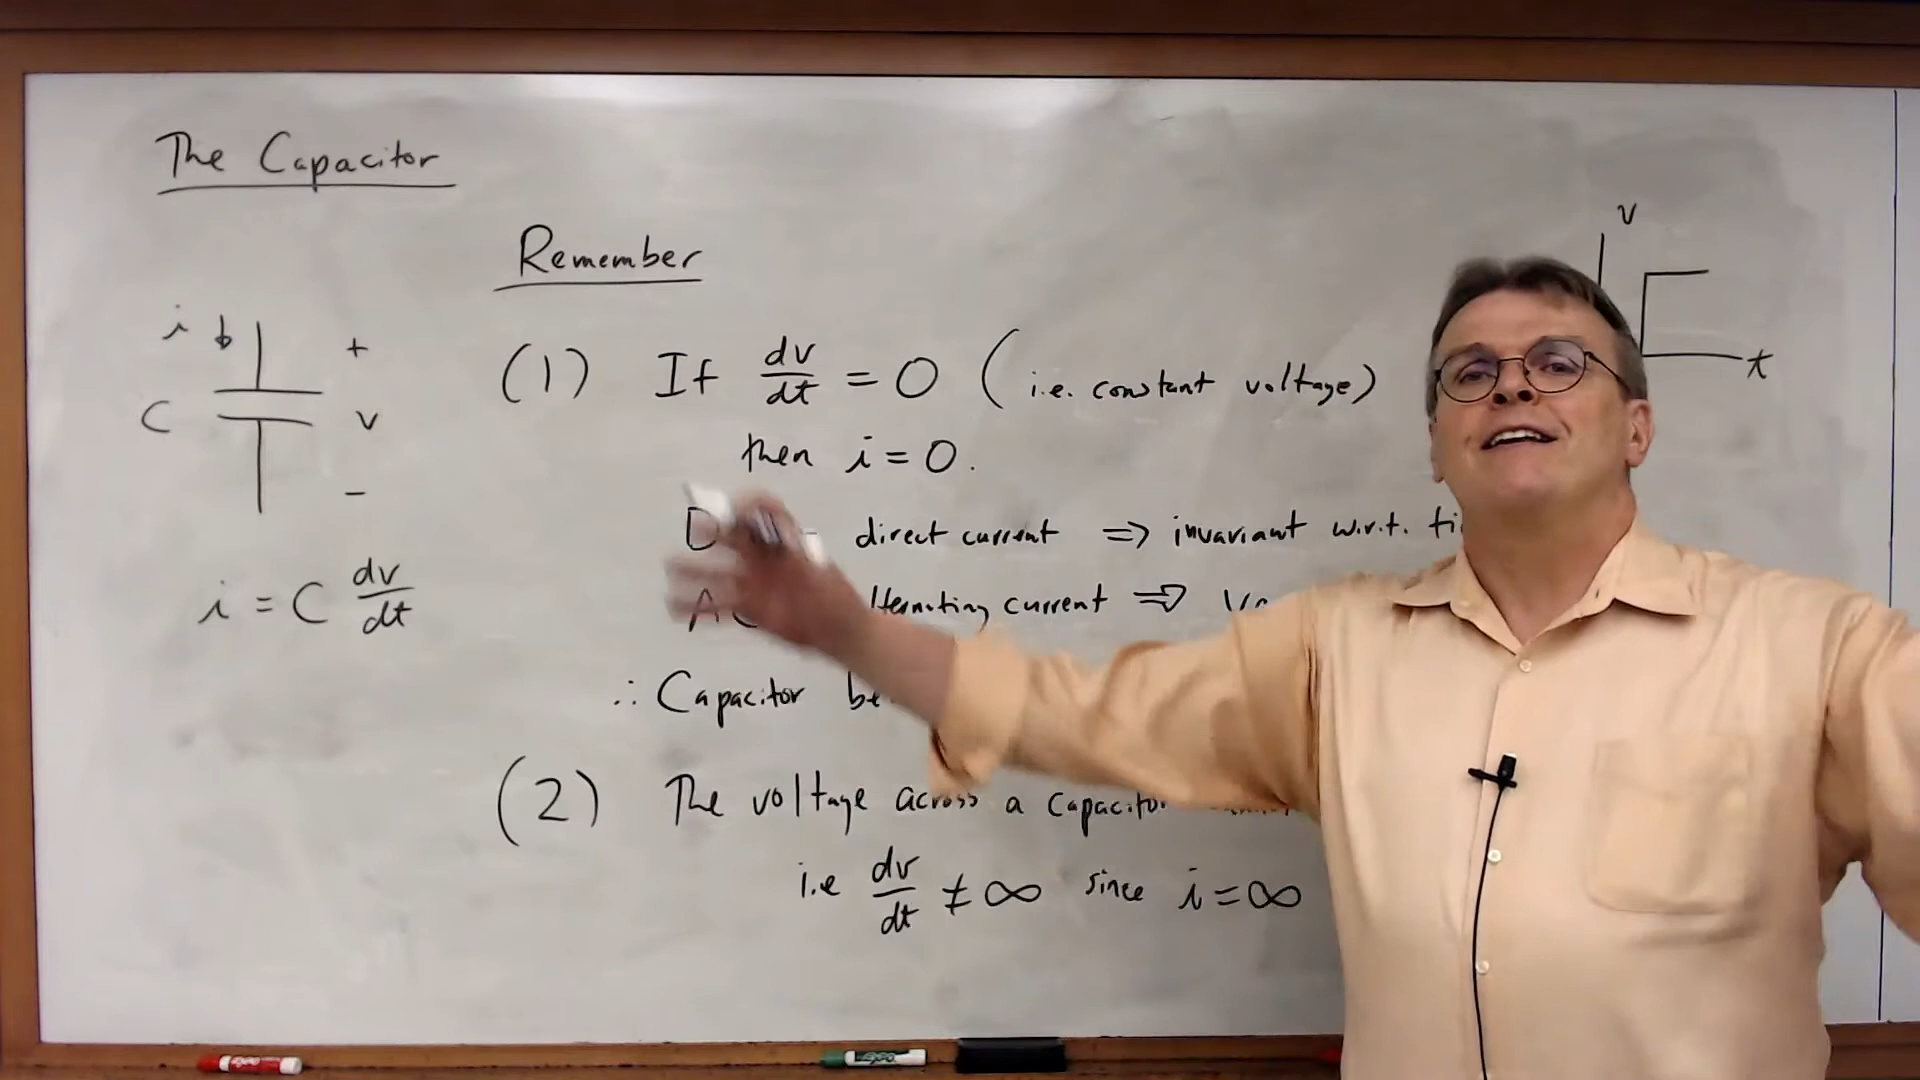 The Capacitor
Remember
i
+
C
v
-
i = C dv/dt
(1) If dv/dt = 0 (i.e. constant voltage)
then i = 0.
direct current ⇒ invariant w.r.t.
current ⇒
∴ Capacitor
(2) The voltage across a capacitor
i.e dv/dt ≠ ∞ since i = ∞
v
t